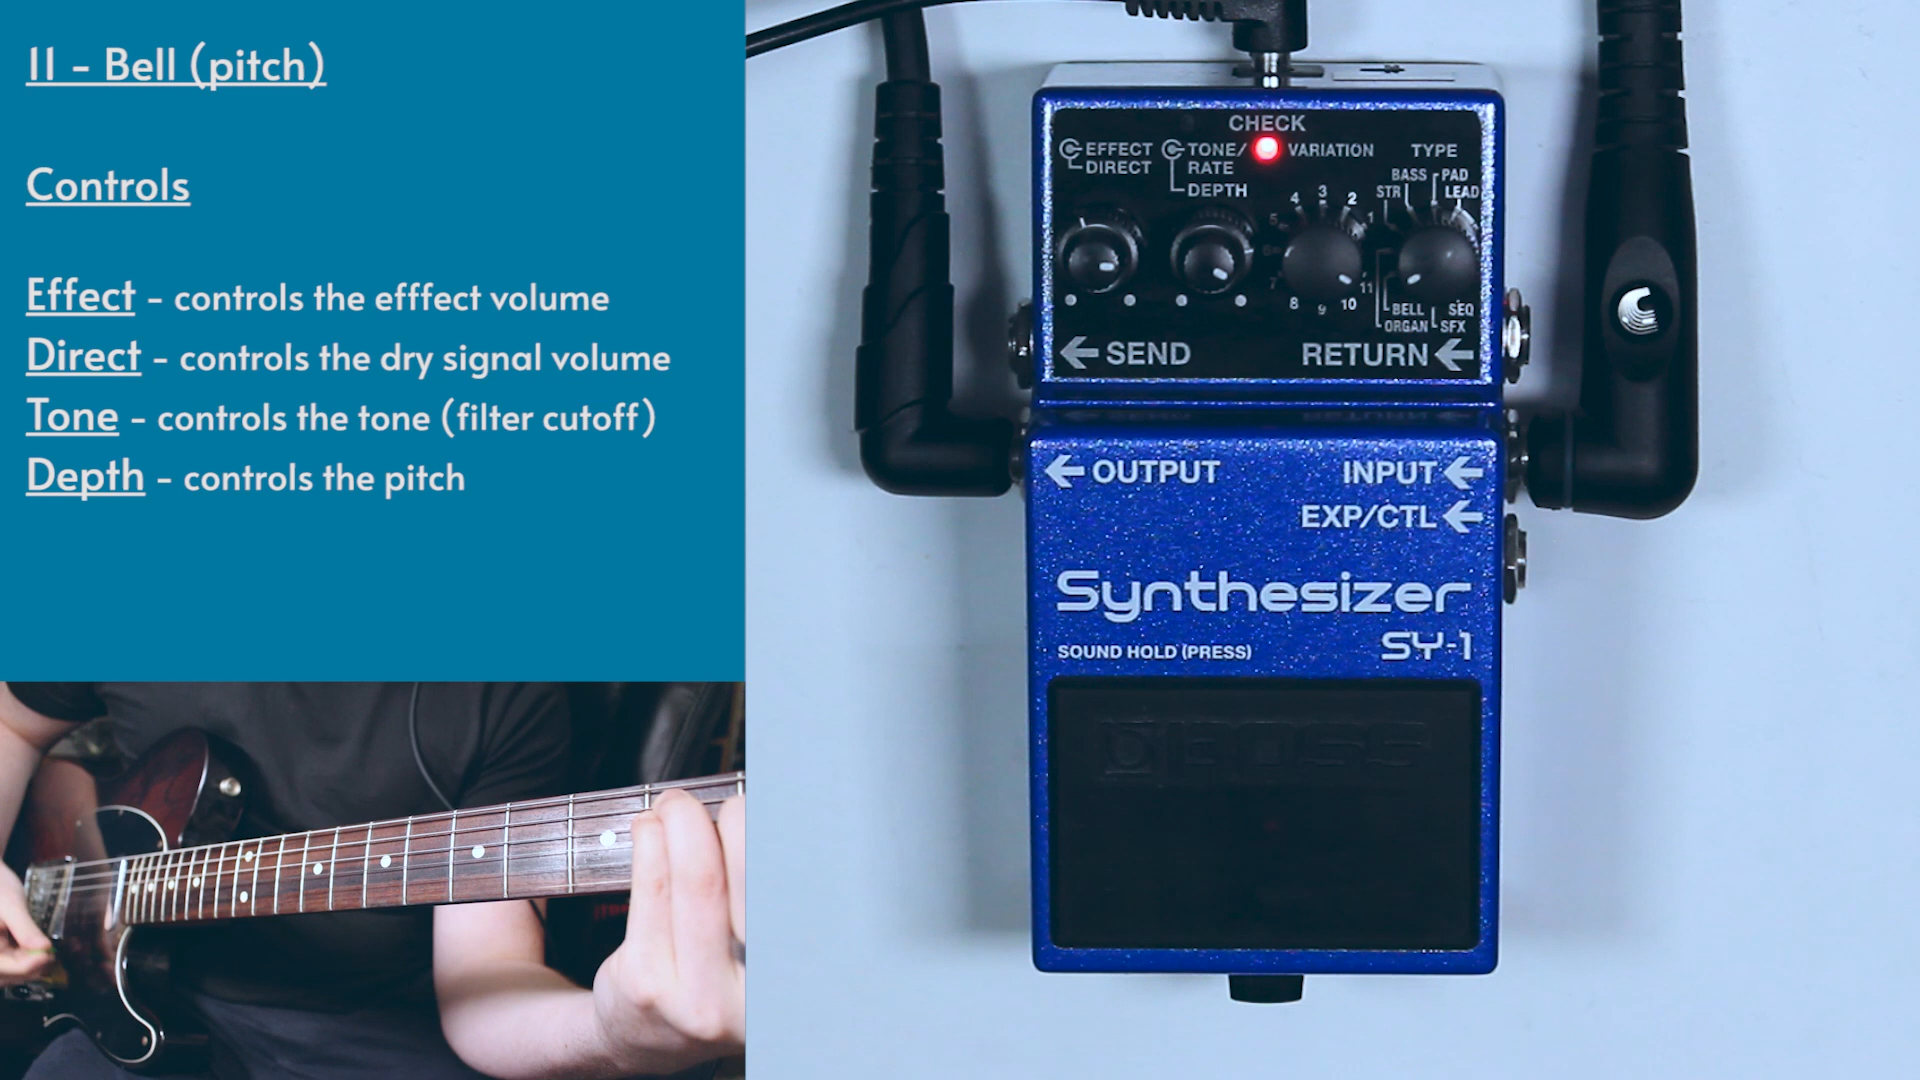 11 - Bell (pitch)
Controls
Effect - controls the efffect volume
Direct - controls the dry signal volume
Tone - controls the tone (filter cutoff)
Depth - controls the pitch
CHECK
EFFECT
DIRECT
TONE/
RATE
DEPTH
VARIATION
TYPE
BASS
PAD
STR
LEAD
4
3
2
5
1
6
7
11
8
9
10
BELL
SEQ
ORGAN
SFX
SEND
RETURN
OUTPUT
INPUT
EXP/CTL
Synthesizer
SY-1
SOUND HOLD (PRESS)
BOSS